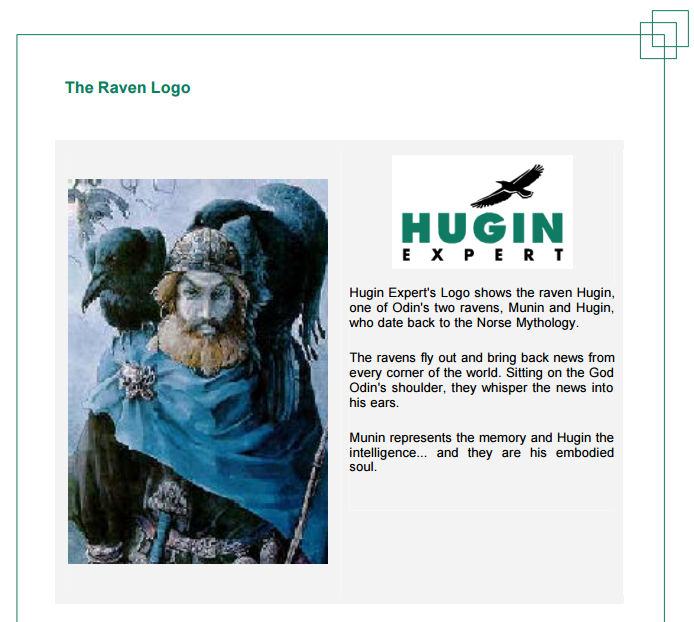 The Raven Logo
HUGIN
EXPERT
Hugin Expert's Logo shows the raven Hugin,
one of Odin's two ravens, Munin and Hugin,
who date back to the Norse Mythology.
The ravens fly out and bring back news from
every corner of the world. Sitting on the God
Odin's shoulder, they whisper the news into
his ears.
Munin represents the memory and Hugin the
intelligence... and they are his embodied
soul.